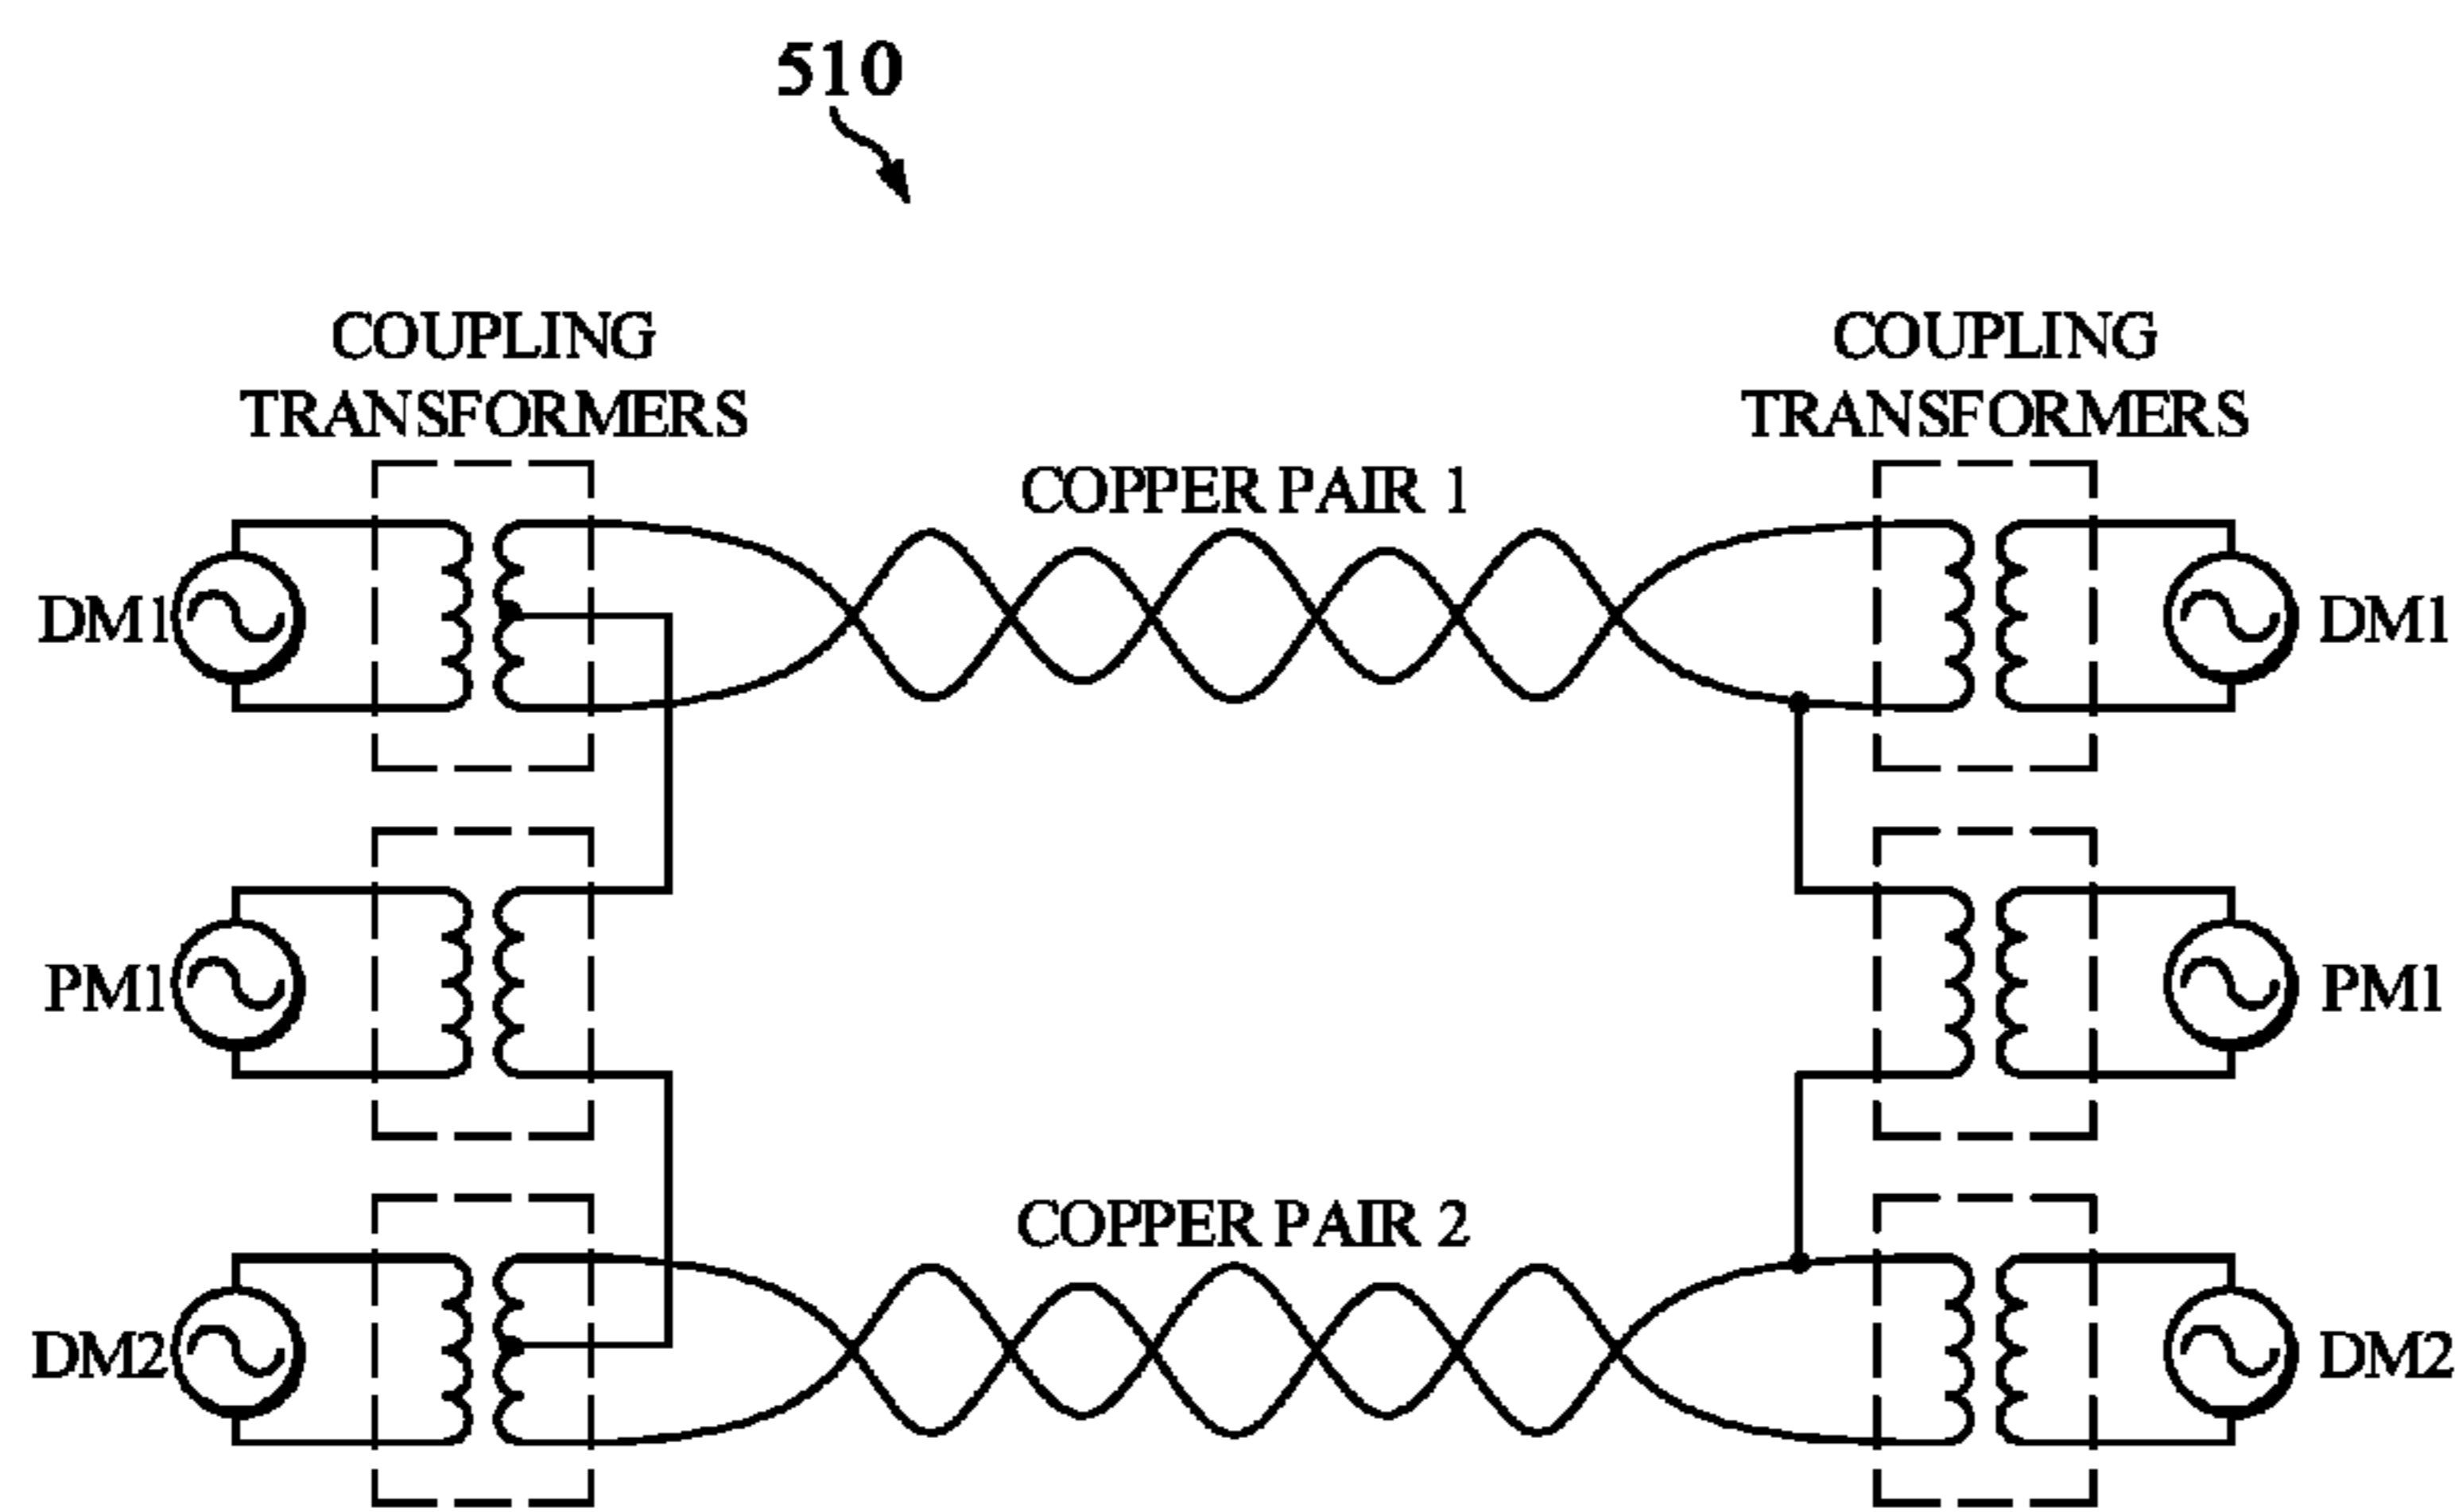 510
COUPLING
TRANSFORMERS
COUPLING
TRANSFORMERS
COPPER PAIR 1
DM1
DM1
PM1
PM1
COPPER PAIR 2
DM2
DM2